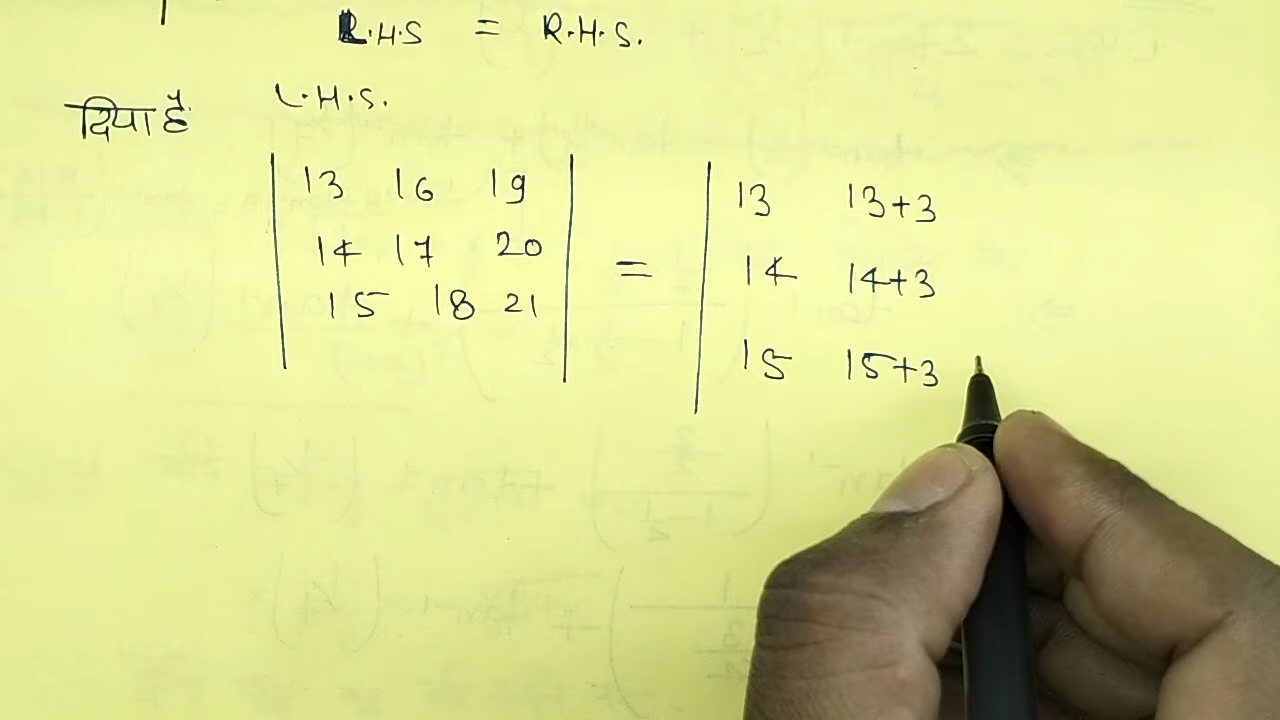 L.H.S = R.H.S.
दिया है L.H.S.
| 13 16 19 | | 13 13+3
| 14 17 20 | = | 14 14+3
| 15 18 21 | | 15 15+3